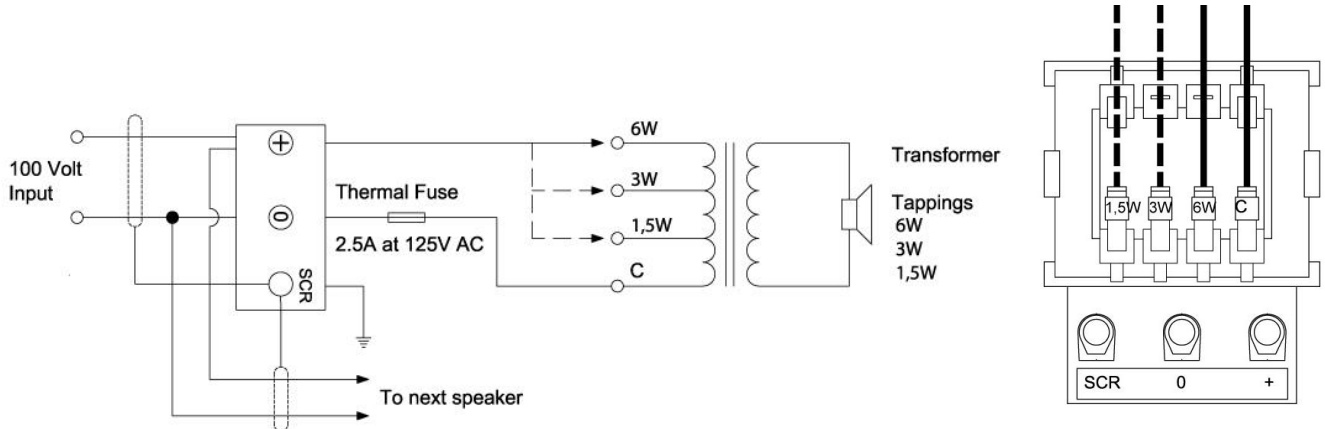 100 Volt
Input
+
0
SCR
Thermal Fuse
2.5A at 125V AC
To next speaker
6W
3W
1,5W
C
Transformer
Tappings
6W
3W
1,5W
1,5W 3W 6W C
SCR 0 +